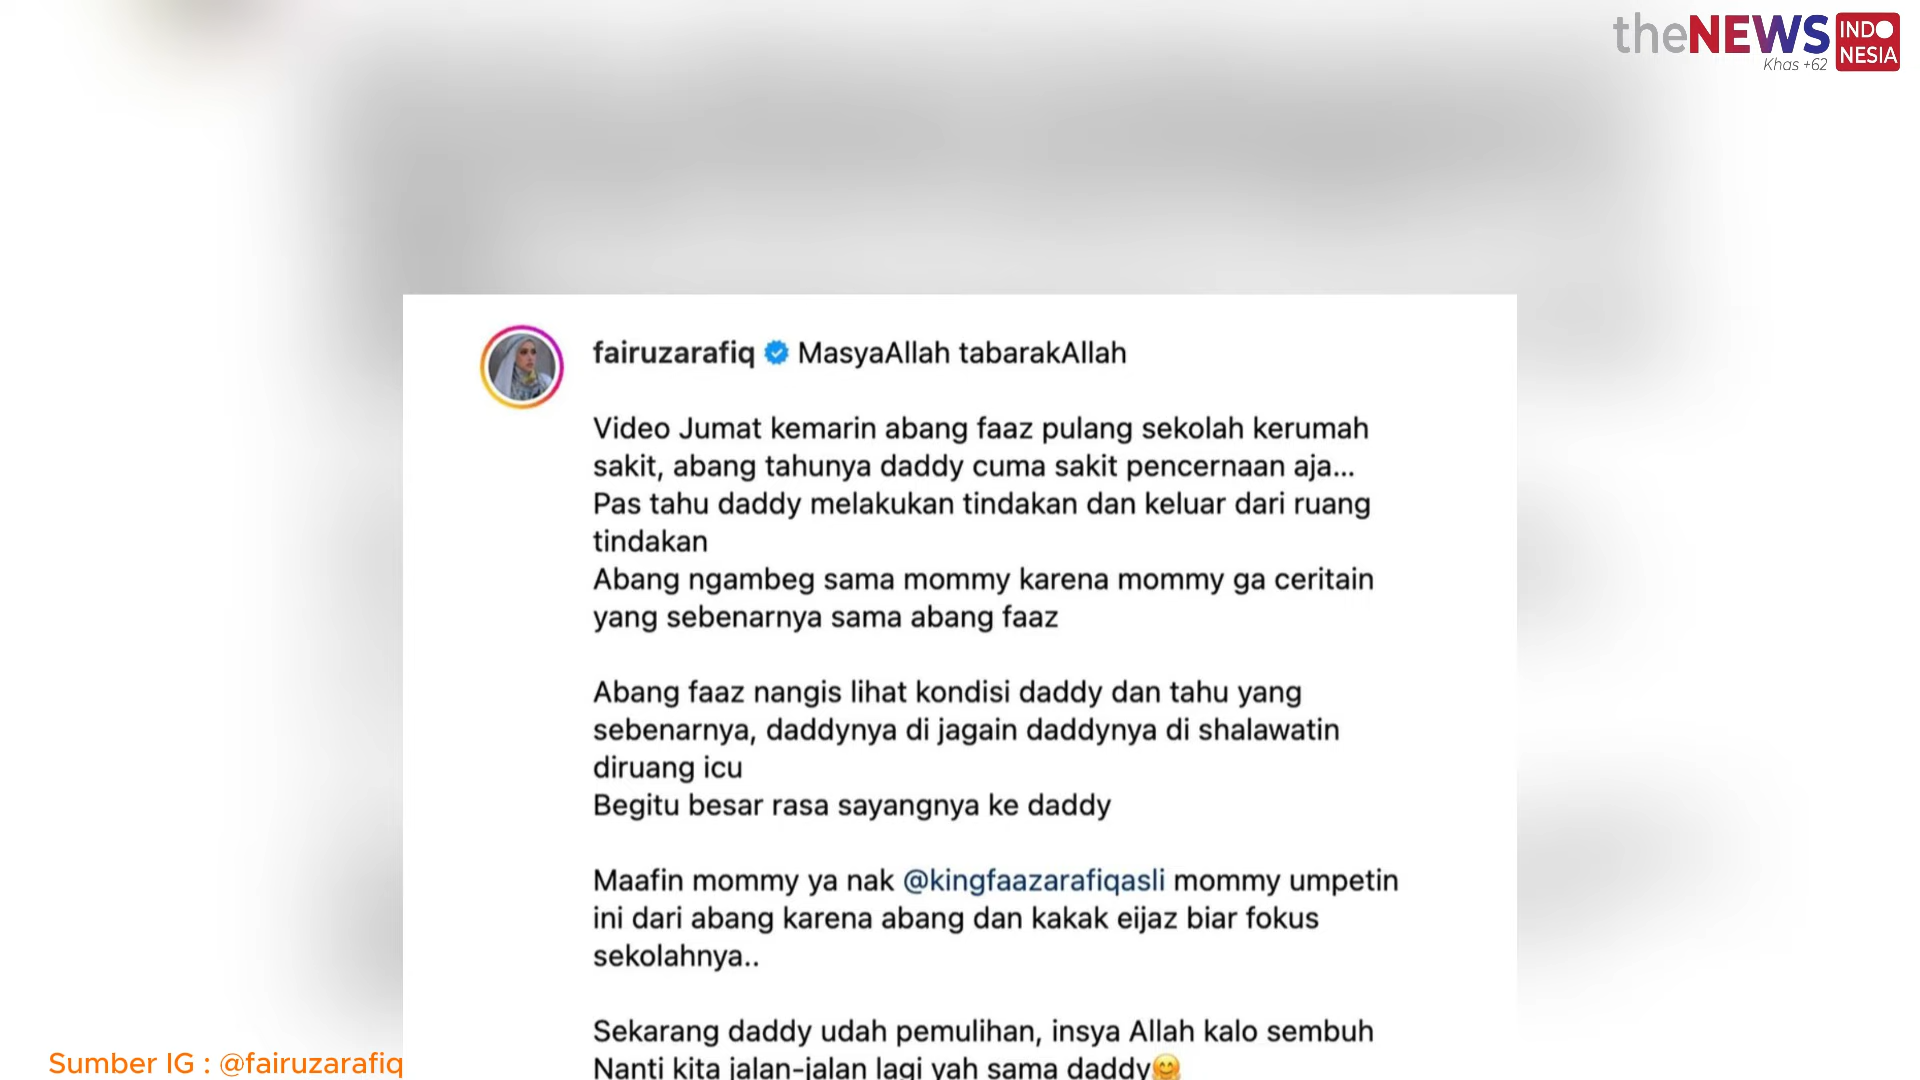 theNEWS INDO
NESIA
Khas +62
fairuzarafiq MasyaAllah tabarakAllah
Video Jumat kemarin abang faaz pulang sekolah kerumah
sakit, abang tahunya daddy cuma sakit pencernaan aja...
Pas tahu daddy melakukan tindakan dan keluar dari ruang
tindakan
Abang ngambeg sama mommy karena mommy ga ceritain
yang sebenarnya sama abang faaz
Abang faaz nangis lihat kondisi daddy dan tahu yang
sebenarnya, daddynya di jagain daddynya di shalawatin
diruang icu
Begitu besar rasa sayangnya ke daddy
Maafin mommy ya nak @kingfaazarafiqasli mommy umpetin
ini dari abang karena abang dan kakak eijaz biar fokus
sekolahnya..
Sekarang daddy udah pemulihan, insya Allah kalo sembuh
Nanti kita jalan-jalan lagi yah sama daddy🤗
Sumber IG : @fairuzarafiq